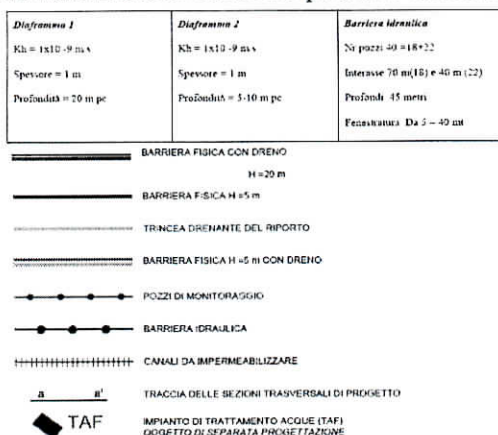 Diaframma 1
Kh = 1x10 -9 m/s
Spessore = 1 m
Profondità = 20 m pc
Diaframma 2
Kh = 1x10 -9 m/s
Spessore = 1 m
Profondità = 5-10 m pc
Barriera idraulica
Nr pozzi 40 =18+22
Interasse 70 m(18) e 40 m (22)
Profondi 45 metri
Fenestratura Da 5 – 40 mt
BARRIERA FISICA CON DRENO
H =20 m
BARRIERA FISICA H =5 m
TRINCEA DRENANTE DEL RIPORTO
BARRIERA FISICA H =5 m CON DRENO
POZZI DI MONITORAGGIO
BARRIERA IDRAULICA
CANALI DA IMPERMEABILIZZARE
a a' TRACCIA DELLE SEZIONI TRASVERSALI DI PROGETTO
TAF IMPIANTO DI TRATTAMENTO ACQUE (TAF)
OGGETTO DI SEPARATA PROGETTAZIONE